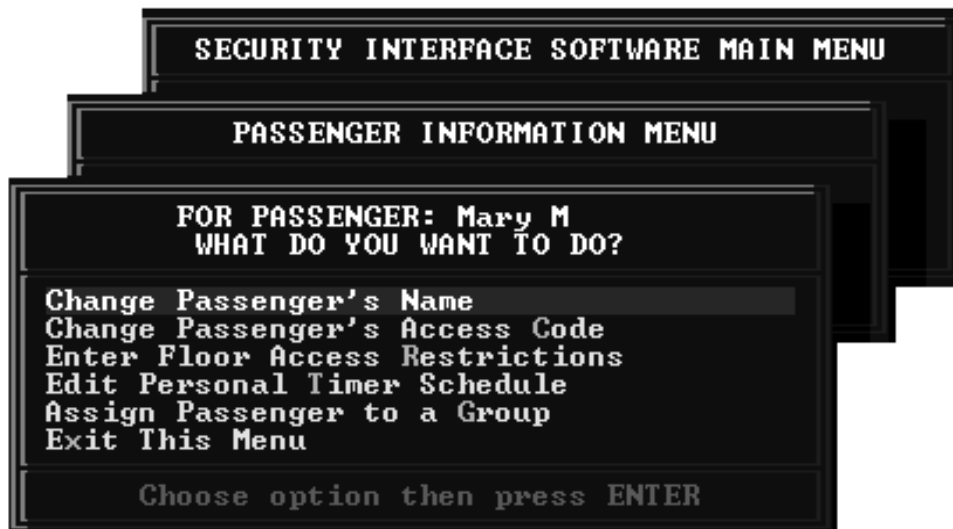 SECURITY INTERFACE SOFTWARE MAIN MENU
PASSENGER INFORMATION MENU
FOR PASSENGER: Mary M
WHAT DO YOU WANT TO DO?
Change Passenger's Name
Change Passenger's Access Code
Enter Floor Access Restrictions
Edit Personal Timer Schedule
Assign Passenger to a Group
Exit This Menu
Choose option then press ENTER